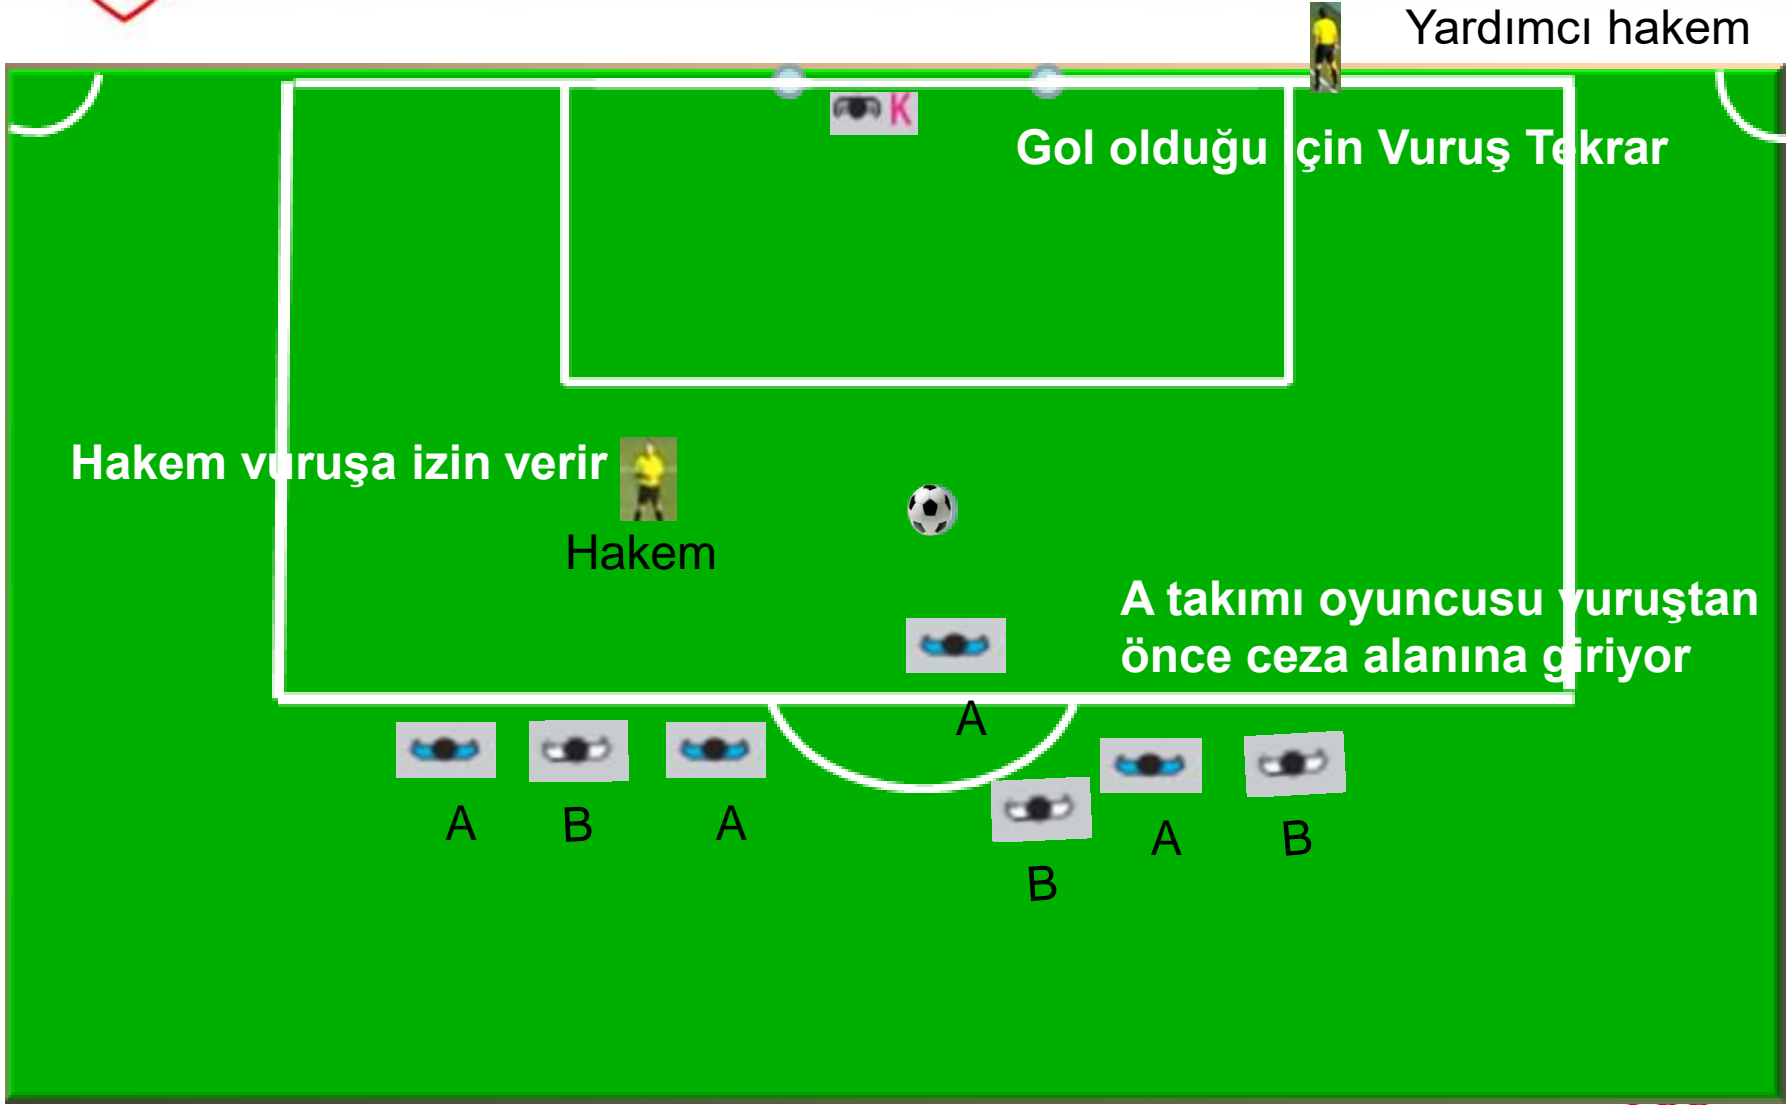 Yardımcı hakem
K
Gol olduğu için Vuruş Tekrar
Hakem vuruşa izin verir
Hakem
A takımı oyuncusu vuruştan
önce ceza alanına giriyor
A
A
B
A
B
A
B